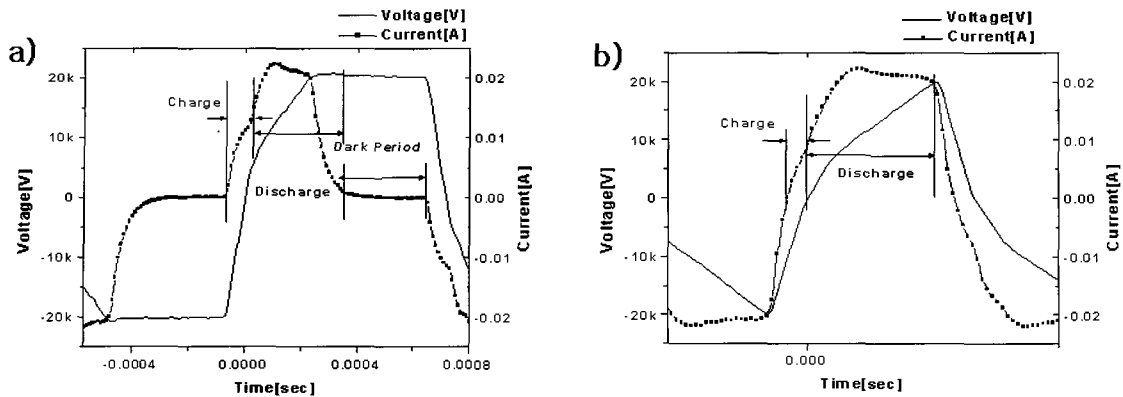 a)
Voltage[V]
Current[A]
20k
10k
0
-10k
-20k
Voltage[V]
0.02
0.01
0.00
-0.01
-0.02
Current[A]
Charge
Dark Period
Discharge
-0.0004
0.0000
0.0004
0.0008
Time[sec]
b)
Voltage[V]
Current[A]
20k
10k
0
-10k
-20k
Voltage[V]
0.02
0.01
0.00
-0.01
-0.02
Current[A]
Charge
Discharge
0.000
Time[sec]